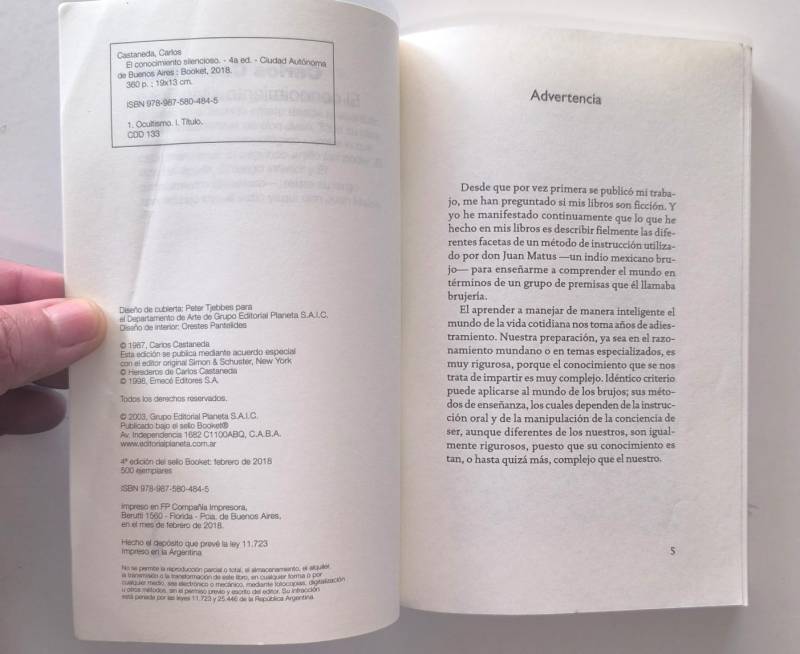 Castaneda, Carlos
El conocimiento silencioso. - 4a ed. - Ciudad Autónoma
de Buenos Aires : Booket, 2018.
360 p. ; 19x13 cm.
ISBN 978-987-580-484-5
1. Ocultismo. I. Título.
CDD 133
Diseño de cubierta: Peter Tjebbes para
el Departamento de Arte de Grupo Editorial Planeta S.A.I.C.
Diseño de interior: Orestes Pantelides
© 1987, Carlos Castaneda
Esta edición se publica mediante acuerdo especial
con el editor original Simon & Schuster, New York
© Herederos de Carlos Castaneda
© 1998, Emecé Editores S.A.
Todos los derechos reservados.
© 2003, Grupo Editorial Planeta S.A.I.C.
Publicado bajo el sello Booket®
Av. Independencia 1682 C1100ABQ, C.A.B.A.
www.editorialplaneta.com.ar
4ª edición del sello Booket: febrero de 2018
500 ejemplares
ISBN 978-987-580-484-5
Impreso en FP Compañía Impresora,
Berutti 1560 - Florida - Pcia. de Buenos Aires,
en el mes de febrero de 2018.
Hecho el depósito que prevé la ley 11.723
Impreso en la Argentina
No se permite la reproducción parcial o total, el almacenamiento, el alquiler,
la transmisión o la transformación de este libro, en cualquier forma o por
cualquier medio, sea electrónico o mecánico, mediante fotocopias, digitalización
u otros métodos, sin el permiso previo y escrito del editor. Su infracción
está penada por las leyes 11.723 y 25.446 de la República Argentina.
Advertencia
Desde que por vez primera se publicó mi traba-
jo, me han preguntado si mis libros son ficción. Y
yo he manifestado continuamente que lo que he
hecho en mis libros es describir fielmente las dife-
rentes facetas de un método de instrucción utiliza-
do por don Juan Matus —un indio mexicano bru-
jo— para enseñarme a comprender el mundo en
términos de un grupo de premisas que él llamaba
brujería.
El aprender a manejar de manera inteligente el
mundo de la vida cotidiana nos toma años de adies-
tramiento. Nuestra preparación, ya sea en el razo-
namiento mundano o en temas especializados, es
muy rigurosa, porque el conocimiento que se nos
trata de impartir es muy complejo. Idéntico criterio
puede aplicarse al mundo de los brujos; sus méto-
dos de enseñanza, los cuales dependen de la instruc-
ción oral y de la manipulación de la conciencia de
ser, aunque diferentes de los nuestros, son igual-
mente rigurosos, puesto que su conocimiento es
tan, o hasta quizá más, complejo que el nuestro.
5